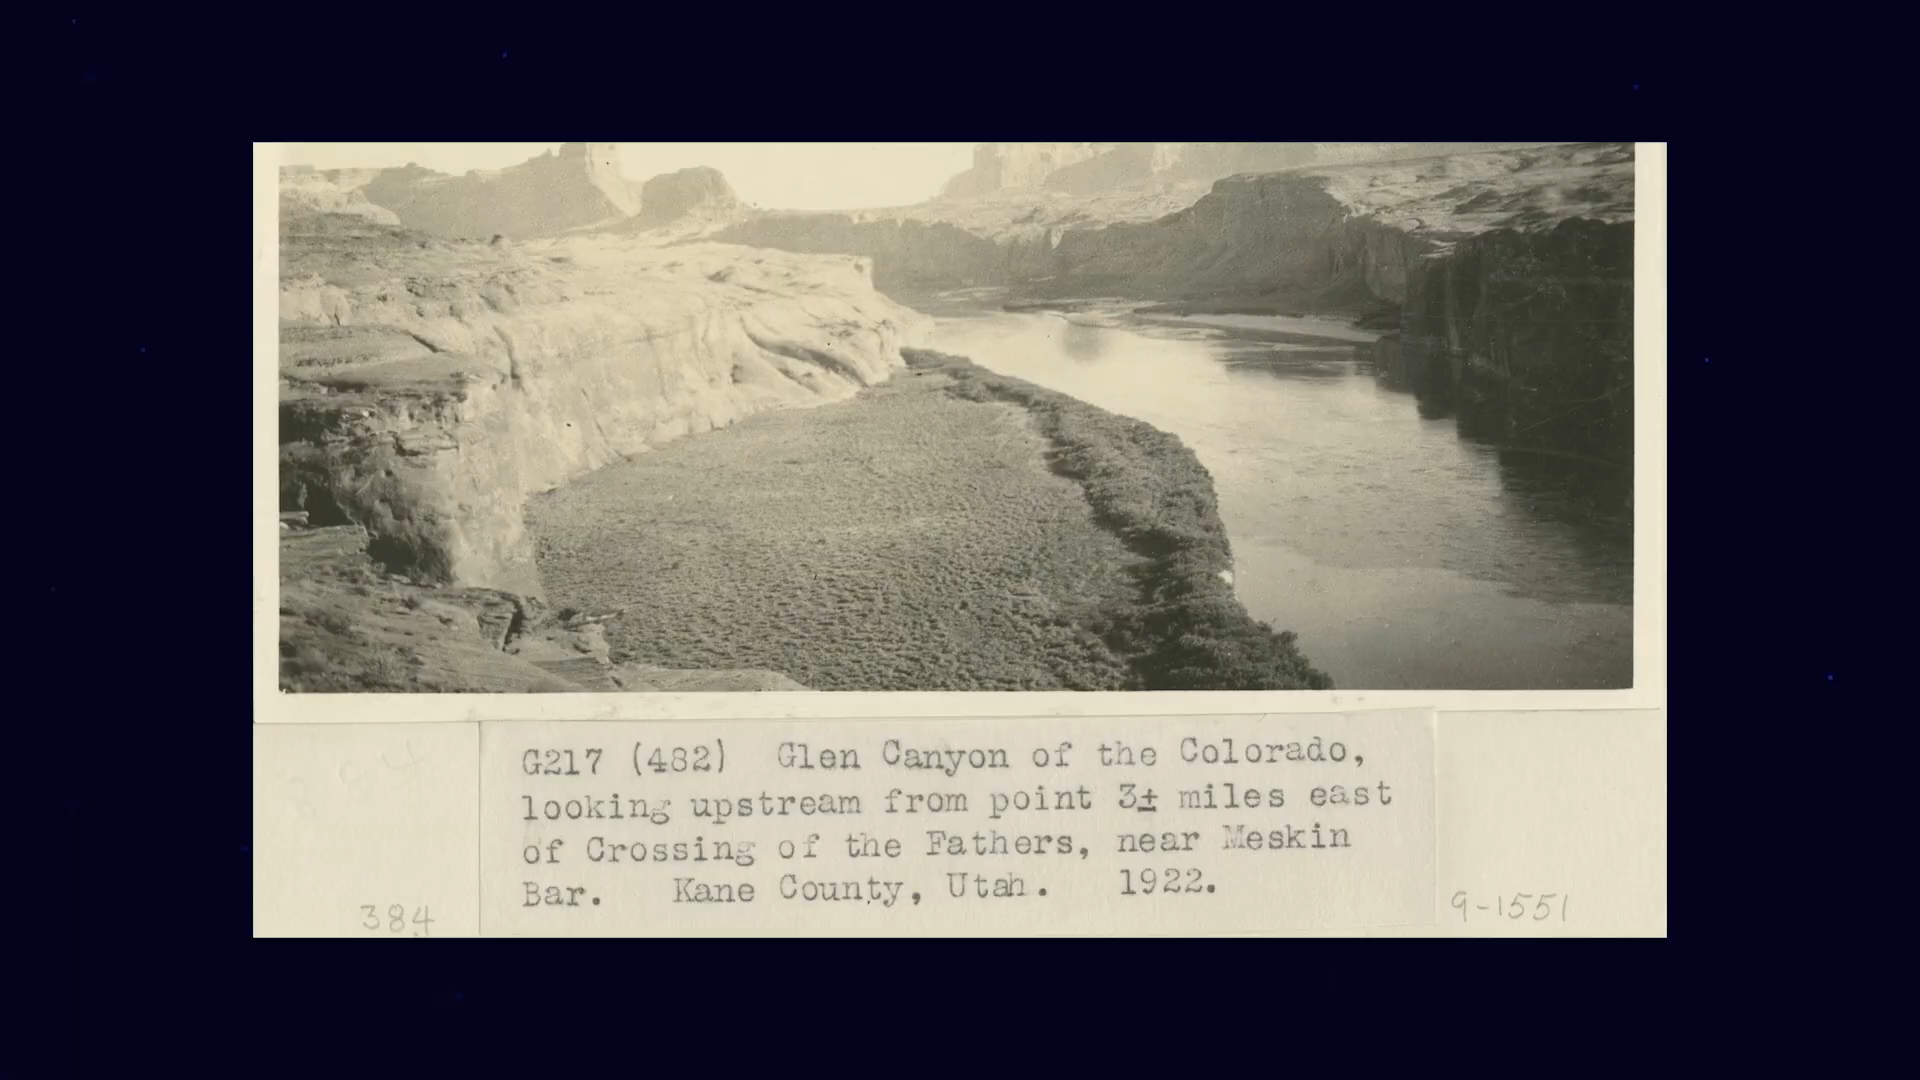 G217 (482) Glen Canyon of the Colorado,
looking upstream from point 3± miles east
of Crossing of the Fathers, near Meskin
Bar. Kane County, Utah. 1922.
384
9-1551